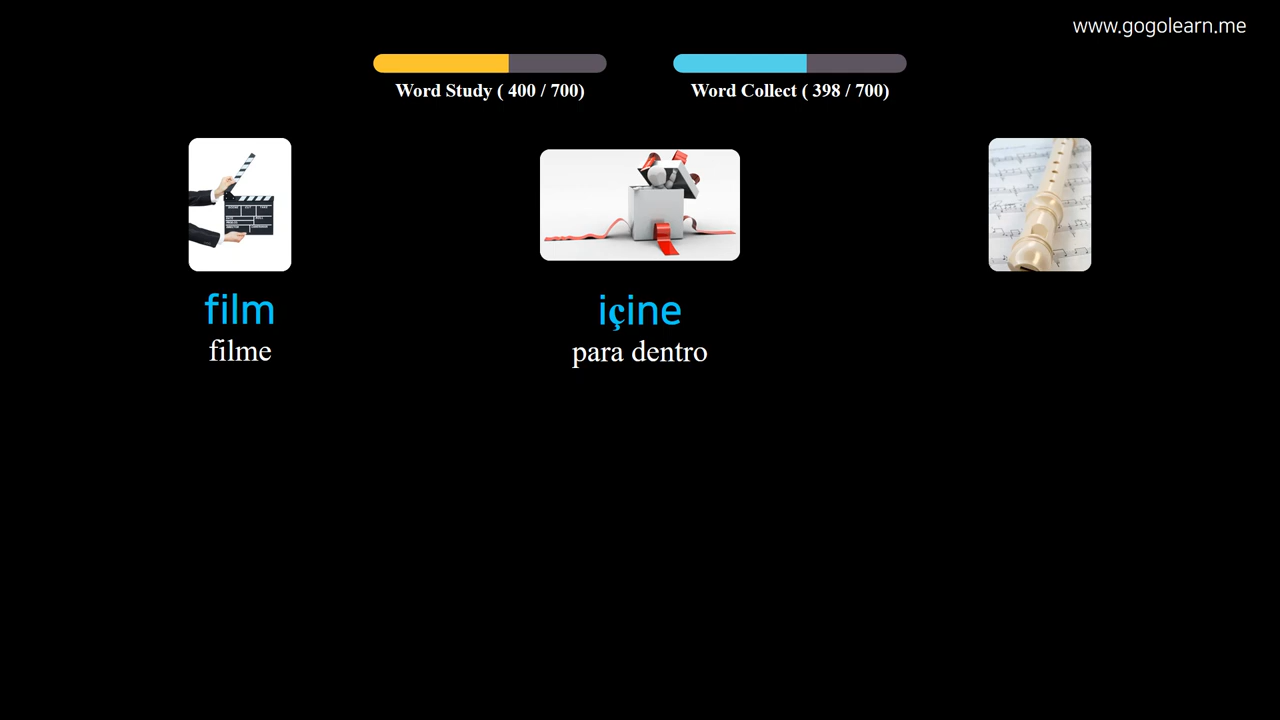 www.gogolearn.me
Word Study ( 400 / 700)
Word Collect ( 398 / 700)
film
filme
içine
para dentro